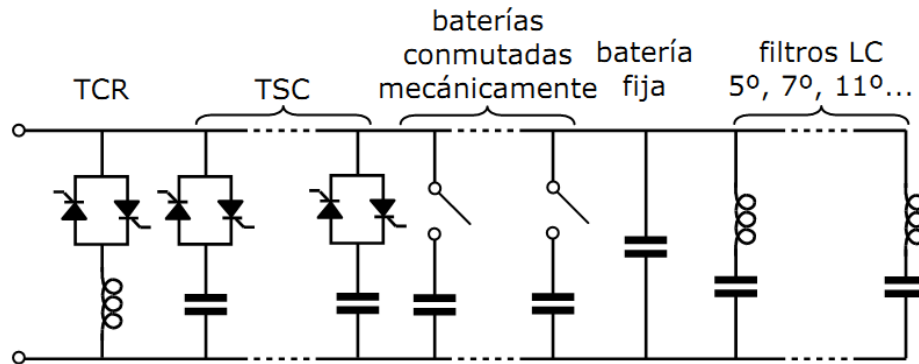 TCR
TSC
baterías
conmutadas
mecánicamente
batería
fija
filtros LC
5º, 7º, 11º...